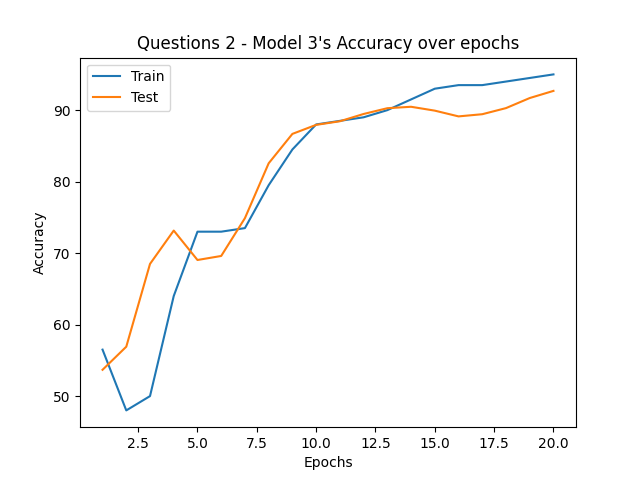 Questions 2 - Model 3's Accuracy over epochs
Train
Test
90
80
70
60
50
Accuracy
2.5 5.0 7.5 10.0 12.5 15.0 17.5 20.0
Epochs